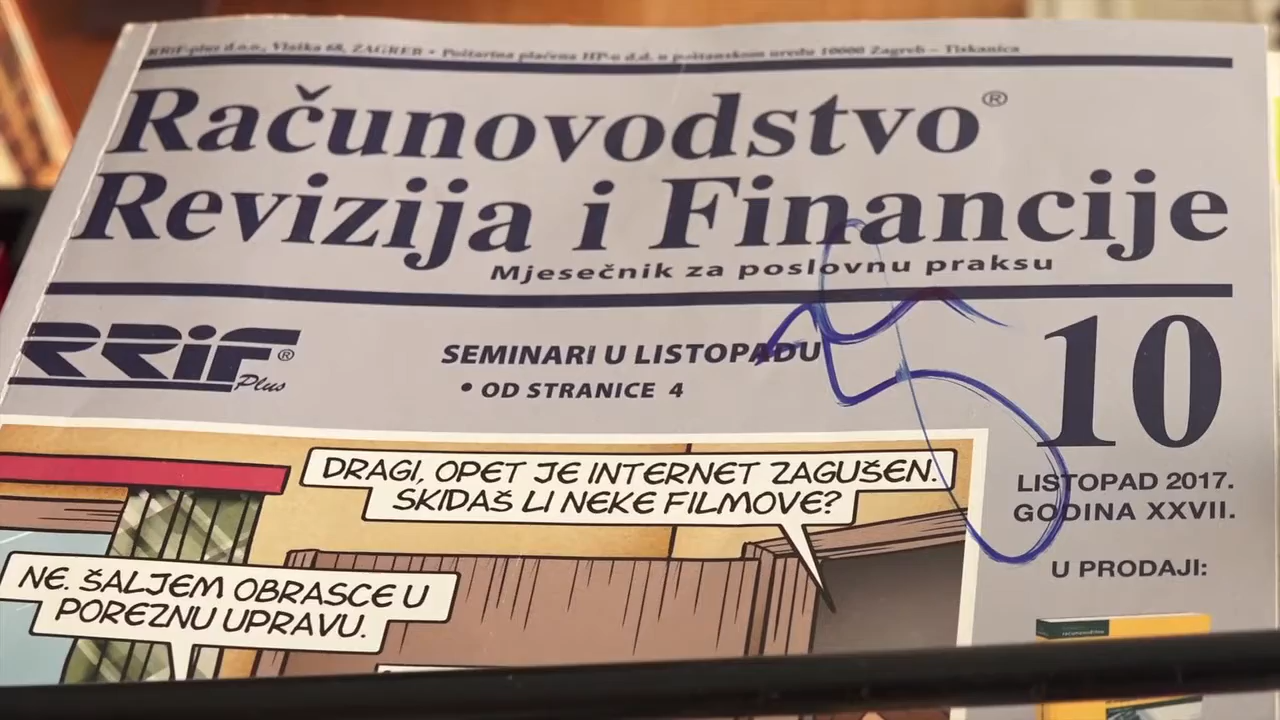 RRiF-plus d.o.o., Vlaška 68, ZAGREB • Poštarina plaćena HP-u d.d. u poštanskom uredu 10000 Zagreb – Tiskanica
Računovodstvo®
Revizija i Financije
Mjesečnik za poslovnu praksu
RRiF® Plus
SEMINARI U LISTOPADU
• OD STRANICE 4
10
LISTOPAD 2017.
GODINA XXVII.
U PRODAJI:
DRAGI, OPET JE INTERNET ZAGUŠEN.
SKIDAŠ LI NEKE FILMOVE?
NE. ŠALJEM OBRASCE U
POREZNU UPRAVU.